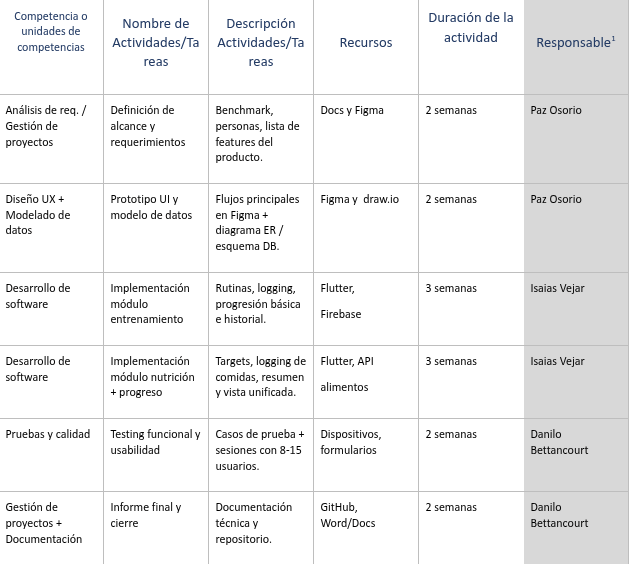 Competencia o
unidades de
competencias
Nombre de
Actividades/Ta
reas
Descripción
Actividades/Ta
reas
Recursos
Duración de la
actividad
Responsable¹
Análisis de req. /
Gestión de
proyectos
Definición de
alcance y
requerimientos
Benchmark,
personas, lista de
features del
producto.
Docs y Figma
2 semanas
Paz Osorio
Diseño UX +
Modelado de
datos
Prototipo UI y
modelo de datos
Flujos principales
en Figma +
diagrama ER /
esquema DB.
Figma y draw.io
2 semanas
Paz Osorio
Desarrollo de
software
Implementación
módulo
entrenamiento
Rutinas, logging,
progresión básica
e historial.
Flutter,
Firebase
3 semanas
Isaias Vejar
Desarrollo de
software
Implementación
módulo nutrición
+ progreso
Targets, logging de
comidas, resumen
y vista unificada.
Flutter, API
alimentos
3 semanas
Isaias Vejar
Pruebas y calidad
Testing funcional y
usabilidad
Casos de prueba +
sesiones con 8-15
usuarios.
Dispositivos,
formularios
2 semanas
Danilo
Bettancourt
Gestión de
proyectos +
Documentación
Informe final y
cierre
Documentación
técnica y
repositorio.
GitHub,
Word/Docs
2 semanas
Danilo
Bettancourt